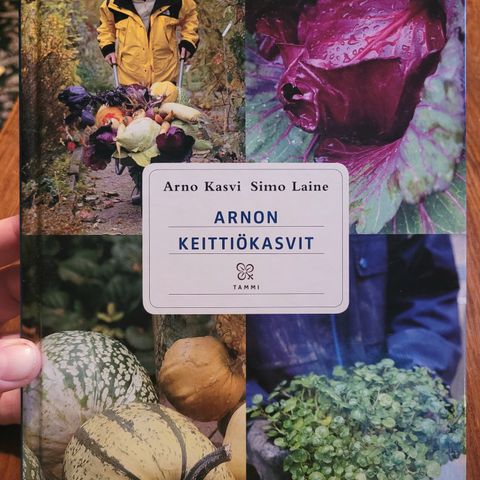 Arno Kasvi Simo Laine
ARNON
KEITTIÖKASVIT
TAMMI